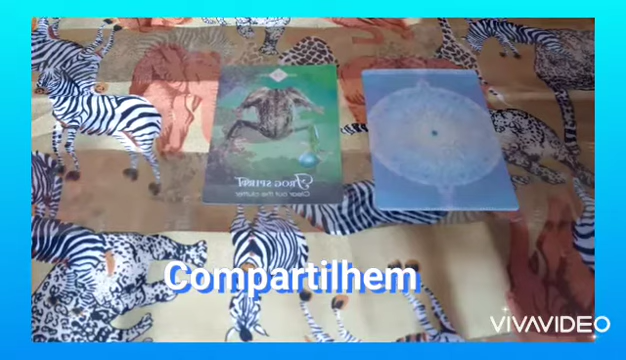 FROG SPIRIT
Clear out the clutter
Compartilhem
VIVAVIDEO